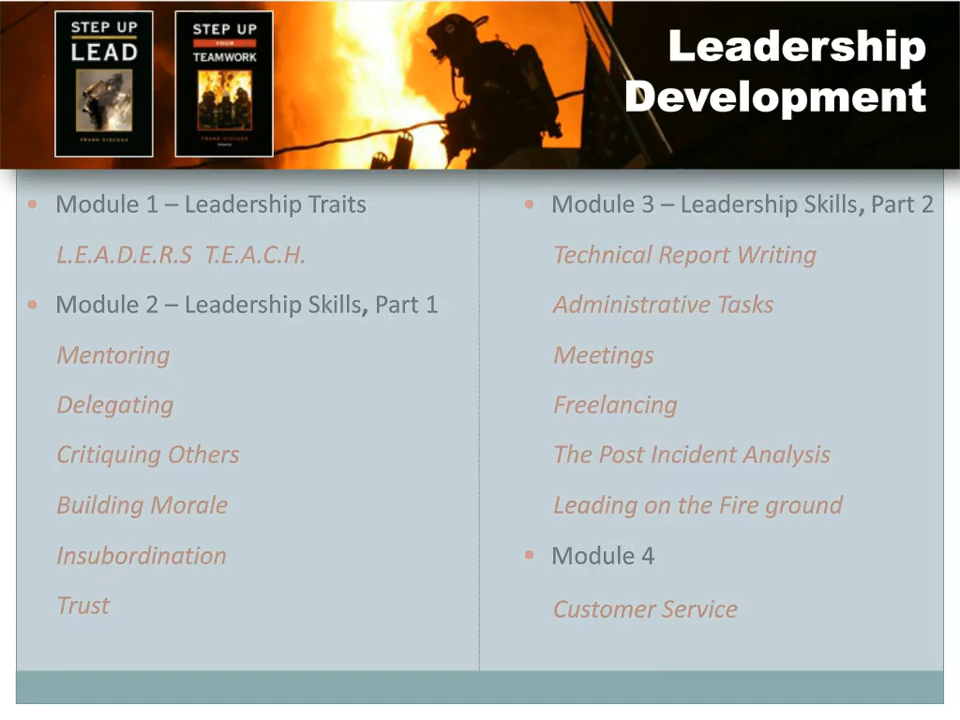 STEP UP
LEAD
FRANK VISCUSO
STEP UP
YOUR
TEAMWORK
FRANK VISCUSO
Leadership
Development
• Module 1 – Leadership Traits
L.E.A.D.E.R.S T.E.A.C.H.
• Module 2 – Leadership Skills, Part 1
Mentoring
Delegating
Critiquing Others
Building Morale
Insubordination
Trust
• Module 3 – Leadership Skills, Part 2
Technical Report Writing
Administrative Tasks
Meetings
Freelancing
The Post Incident Analysis
Leading on the Fire ground
• Module 4
Customer Service